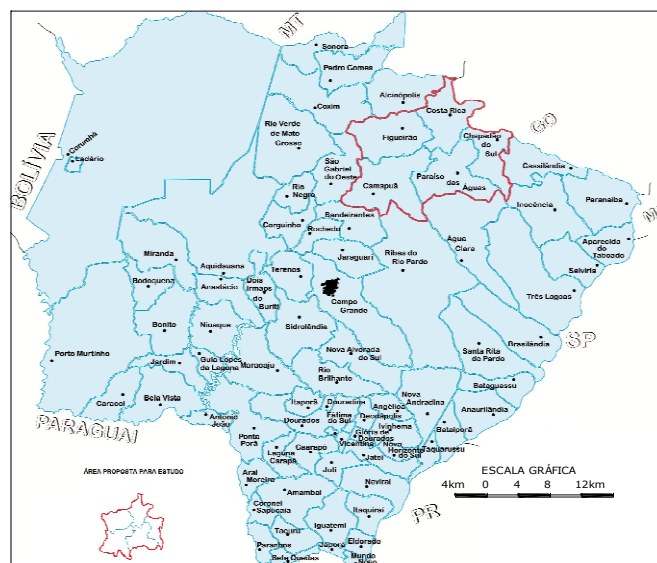 MT
Sonora
Pedro Gomes
Alcinópolis
Coxim
Costa Rica
GO
Rio Verde
de Mato
Grosso
Figueirão
Chapadão
do
Sul
BOLÍVIA
Corumbá
Ladário
São
Gabriel
do Oeste
Paraíso
das
Águas
Cassilândia
Camapuã
Rio
Negro
Paranaiba
Inocência
M
Bandeirantes
Corguinho
Rochedo
Água
Clara
Aparecida
do
Taboado
Jaraguari
Ribas do
Rio Pardo
Miranda
Aquidauana
Terenos
Selviria
Bodoquena
Anastácio
Dois
Irmãos
do
Buriti
Campo
Grande
Três Lagoas
Bonito
Nioaque
Sidrolândia
SP
Brasilândia
Porto Murtinho
Guia Lopes
da Laguna
Nova Alvorada
do Sul
Santa Rita
do Pardo
Jardim
Maracaju
Rio
Brilhante
Bataguassu
Caracol
Bela Vista
Nova
Andradina
Itaporã
Douradina
Angélica
Anaurilândia
PARAGUAI
Antonio
João
Fátima
do Sul
Deodápolis
Dourados
Ivinhema
Batayporã
Ponta
Porã
Glória de
Dourados
Vicentina
Novo
Horizonte
do Sul
Taquarussu
Laguna
Carapã
Caarapó
Jateí
ÁREA PROPOSTA PARA ESTUDO
Juti
ESCALA GRÁFICA
Aral
Moreira
Naviraí
4km 0 4 8 12km
Amambai
Coronel
Sapucaia
Itaquirai
PR
Tacuru
Iguatemi
Paranhos
Japorã
Eldorado
Sete Quedas
Mundo
Novo